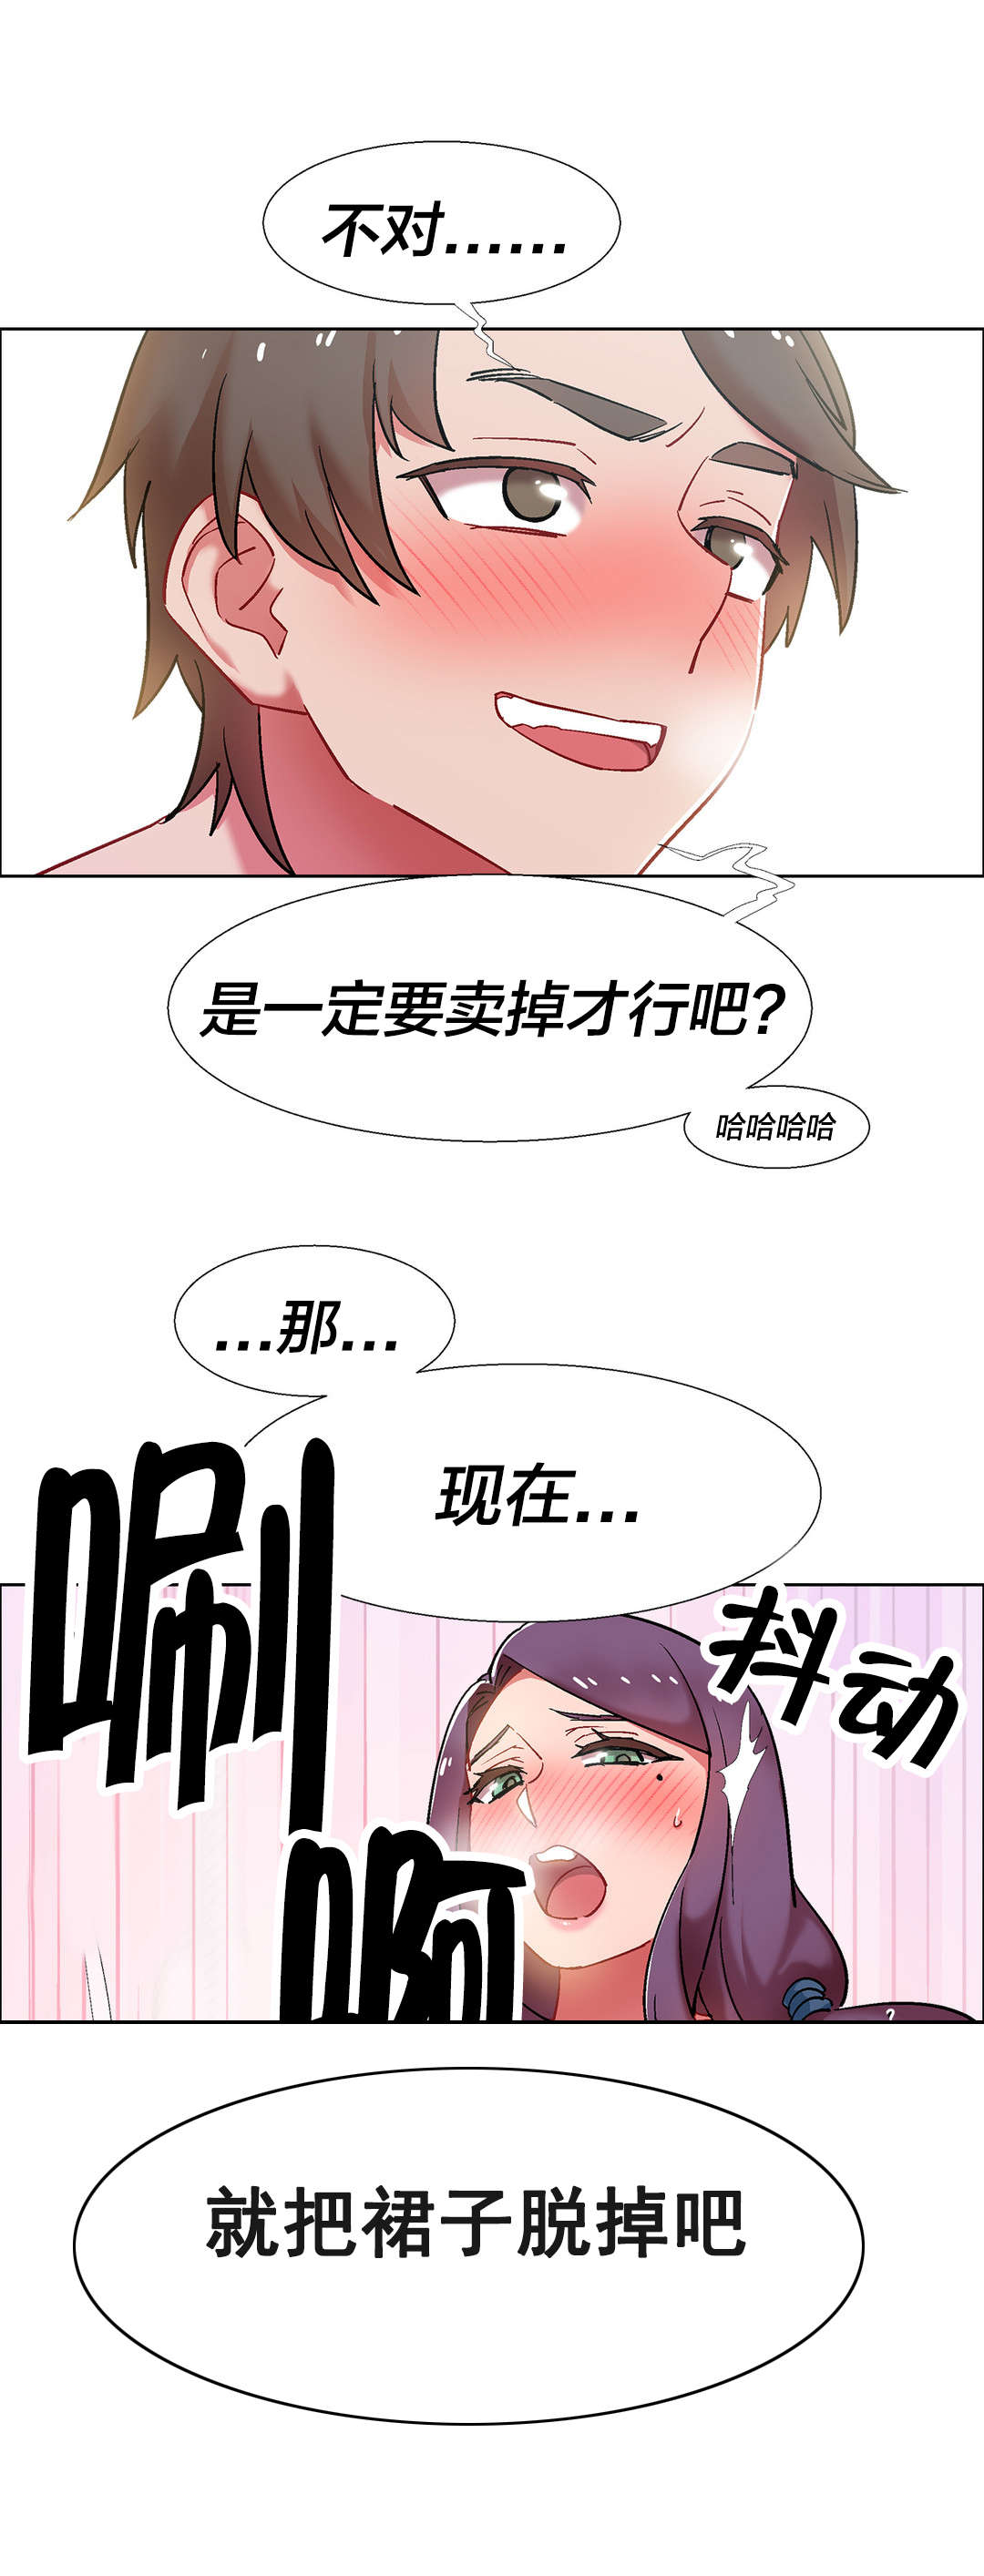 不对......
是一定要卖掉才行吧?
哈哈哈哈
...那...
现在...
唰
抖动
啊
就把裙子脱掉吧